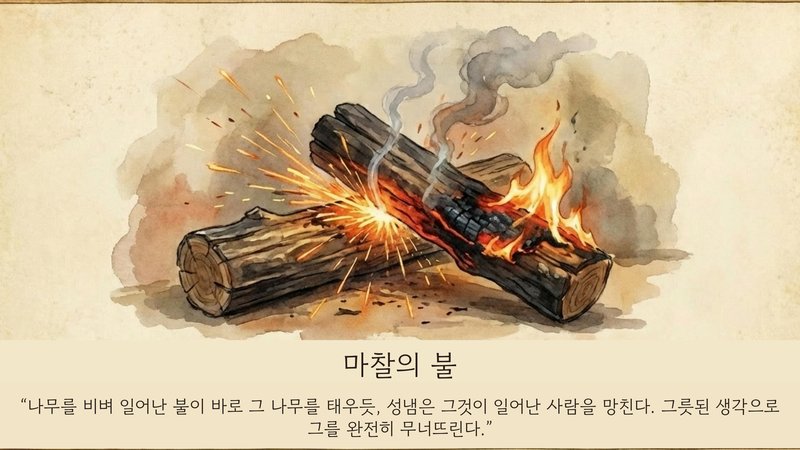 마찰의 불
“나무를 비벼 일어난 불이 바로 그 나무를 태우듯, 성냄은 그것이 일어난 사람을 망친다. 그릇된 생각으로
그를 완전히 무너뜨린다.”